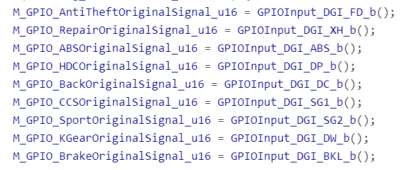 M_GPIO_AntiTheftOriginalSignal_u16 = GPIOInput_DGI_FD_b();
M_GPIO_RepairOriginalSignal_u16 = GPIOInput_DGI_XH_b();
M_GPIO_ABSOriginalSignal_u16 = GPIOInput_DGI_ABS_b();
M_GPIO_HDCOriginalSignal_u16 = GPIOInput_DGI_DP_b();
M_GPIO_BackOriginalSignal_u16 = GPIOInput_DGI_DC_b();
M_GPIO_CCSOriginalSignal_u16 = GPIOInput_DGI_SG1_b();
M_GPIO_SportOriginalSignal_u16 = GPIOInput_DGI_SG2_b();
M_GPIO_KGearOriginalSignal_u16 = GPIOInput_DGI_DW_b();
M_GPIO_BrakeOriginalSignal_u16 = GPIOInput_DGI_BKL_b();